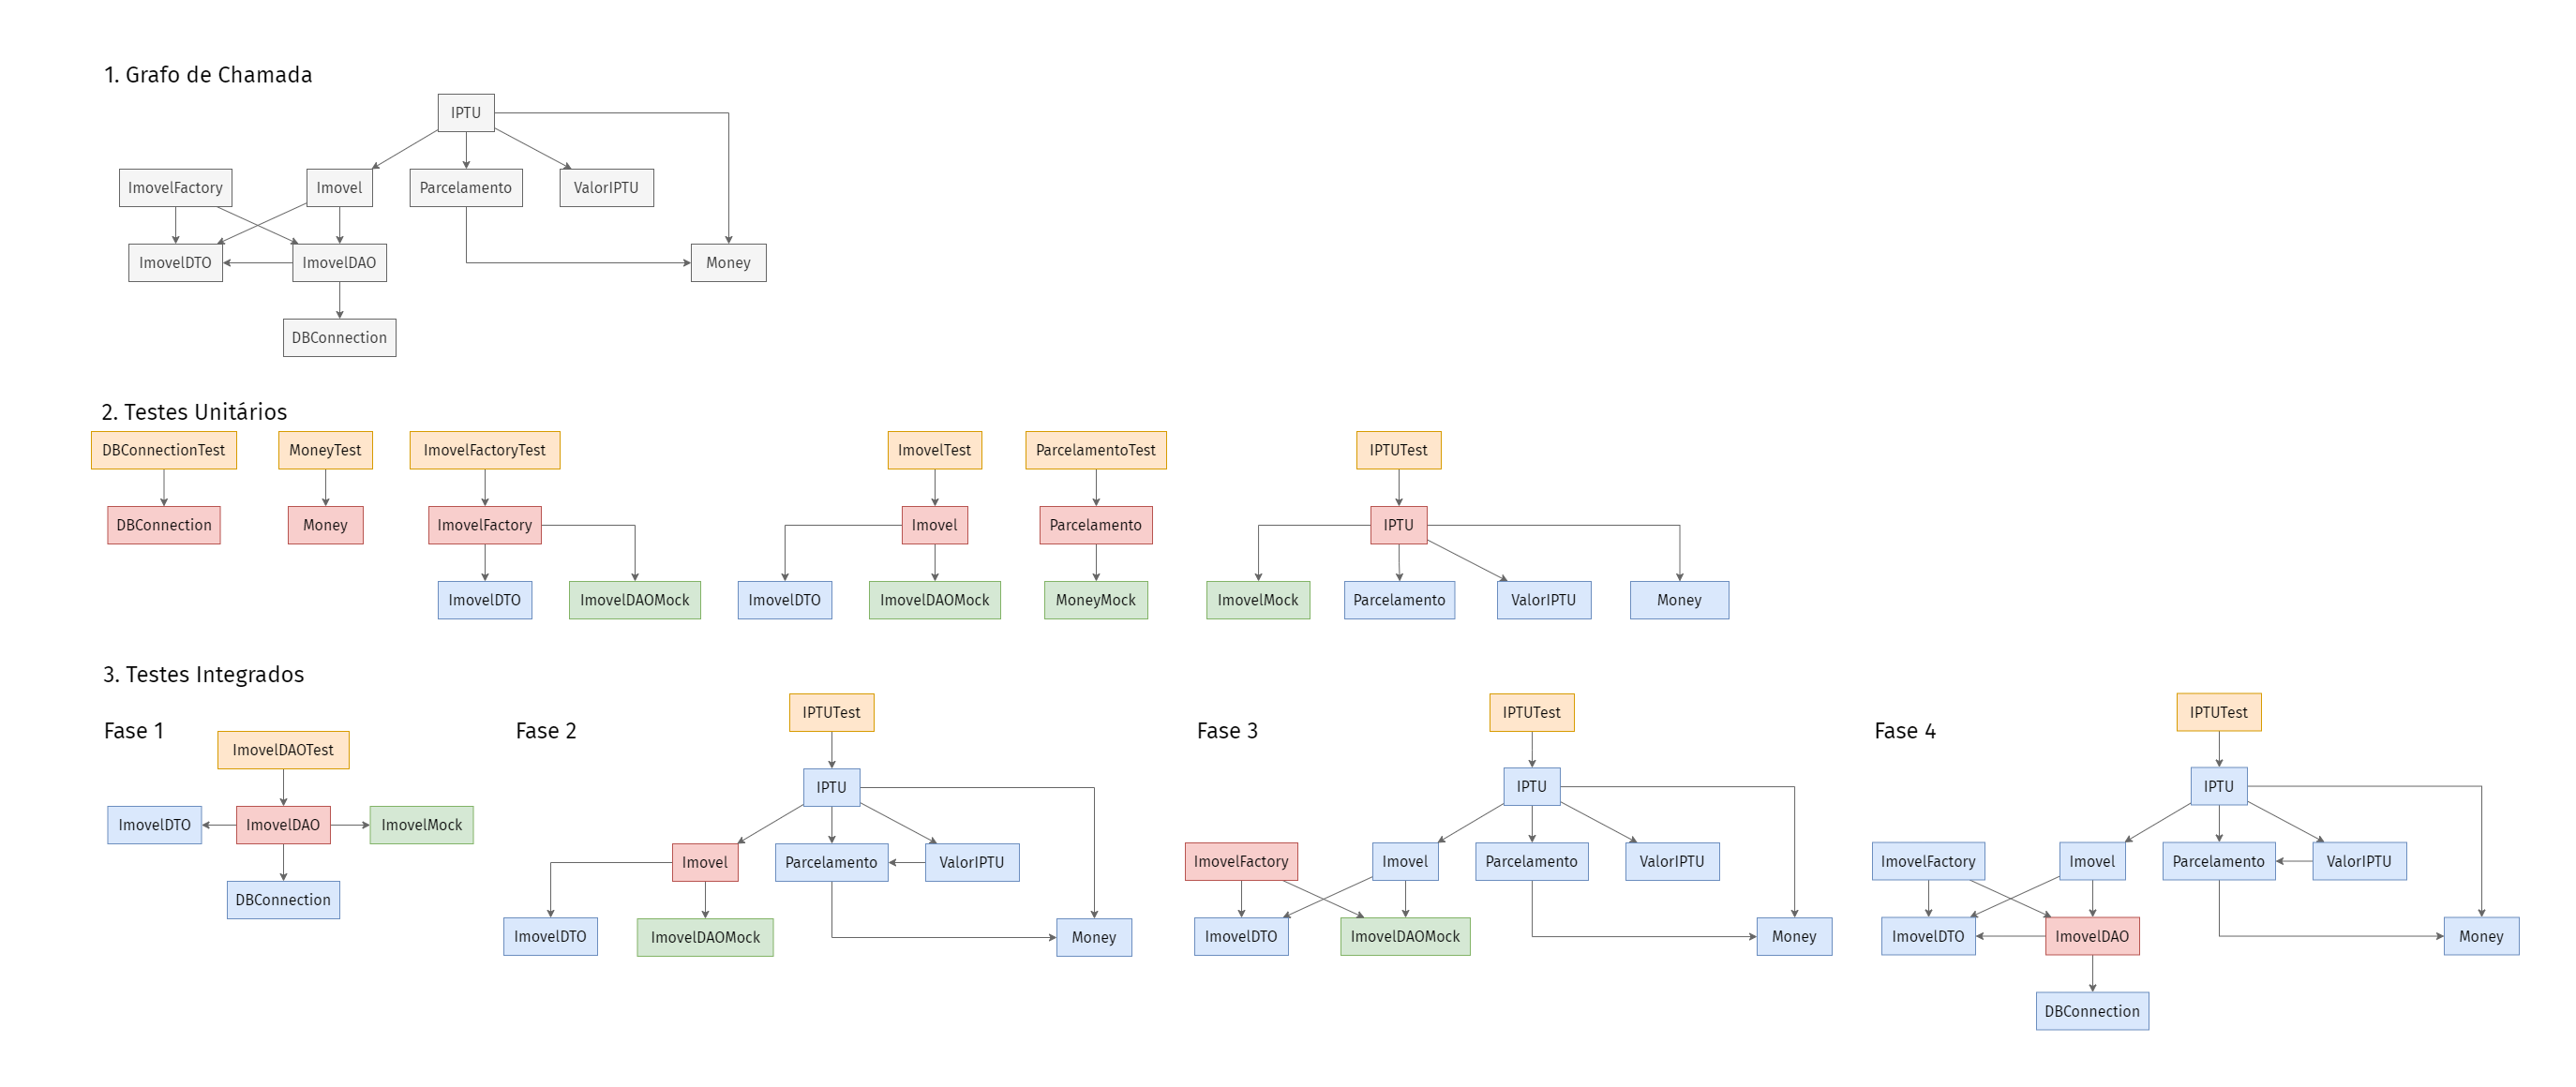 1. Grafo de Chamada
IPTU
ImovelFactory
Imovel
Parcelamento
ValorIPTU
ImovelDTO
ImovelDAO
Money
DBConnection
2. Testes Unitários
DBConnectionTest
MoneyTest
ImovelFactoryTest
ImovelTest
ParcelamentoTest
IPTUTest
DBConnection
Money
ImovelFactory
Imovel
Parcelamento
IPTU
ImovelDTO
ImovelDAOMock
ImovelDTO
ImovelDAOMock
MoneyMock
ImovelMock
Parcelamento
ValorIPTU
Money
3. Testes Integrados
Fase 1
ImovelDAOTest
ImovelDTO
ImovelDAO
ImovelMock
DBConnection
Fase 2
IPTUTest
IPTU
Imovel
Parcelamento
ValorIPTU
ImovelDTO
ImovelDAOMock
Money
Fase 3
IPTUTest
IPTU
ImovelFactory
Imovel
Parcelamento
ValorIPTU
ImovelDTO
ImovelDAOMock
Money
Fase 4
IPTUTest
IPTU
ImovelFactory
Imovel
Parcelamento
ValorIPTU
ImovelDTO
ImovelDAO
Money
DBConnection